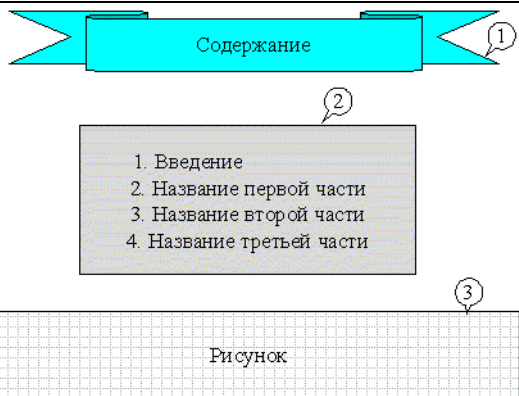 Содержание
1
2
1. Введение
2. Название первой части
3. Название второй части
4. Название третьей части
3
Рисунок